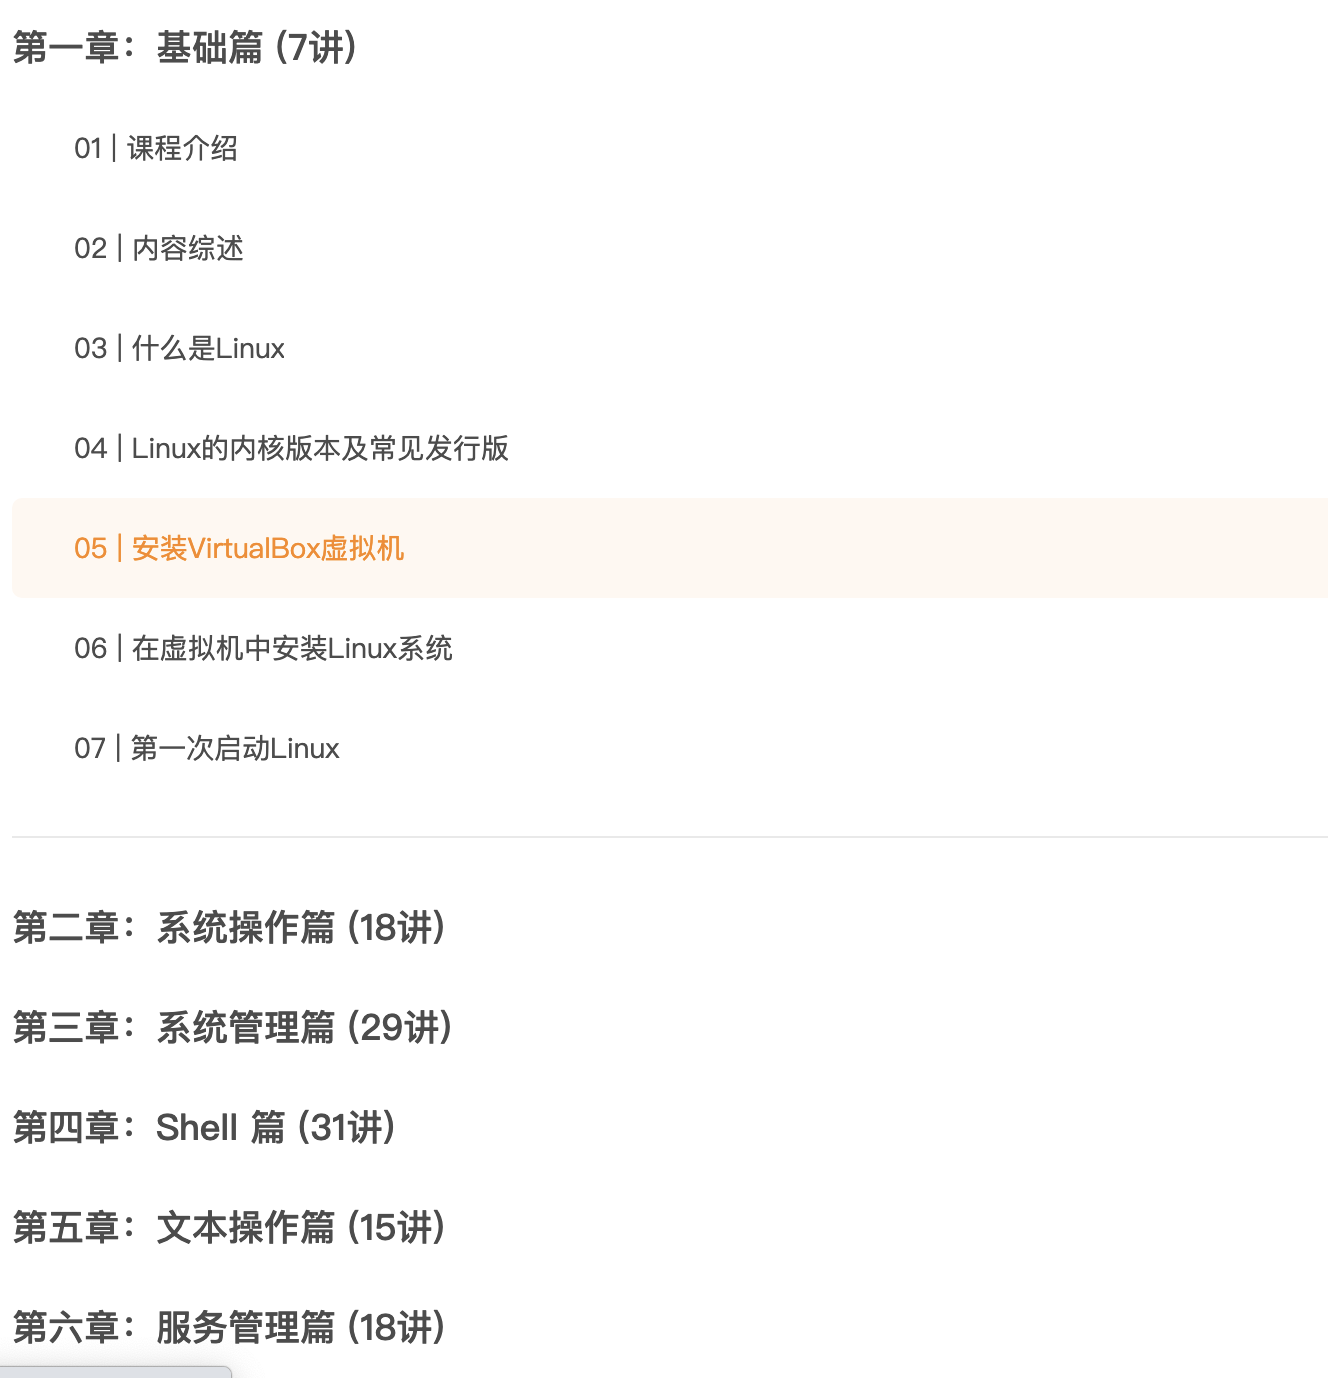 第一章：基础篇 (7讲)
01 | 课程介绍
02 | 内容综述
03 | 什么是Linux
04 | Linux的内核版本及常见发行版
05 | 安装VirtualBox虚拟机
06 | 在虚拟机中安装Linux系统
07 | 第一次启动Linux
第二章：系统操作篇 (18讲)
第三章：系统管理篇 (29讲)
第四章：Shell 篇 (31讲)
第五章：文本操作篇 (15讲)
第六章：服务管理篇 (18讲)